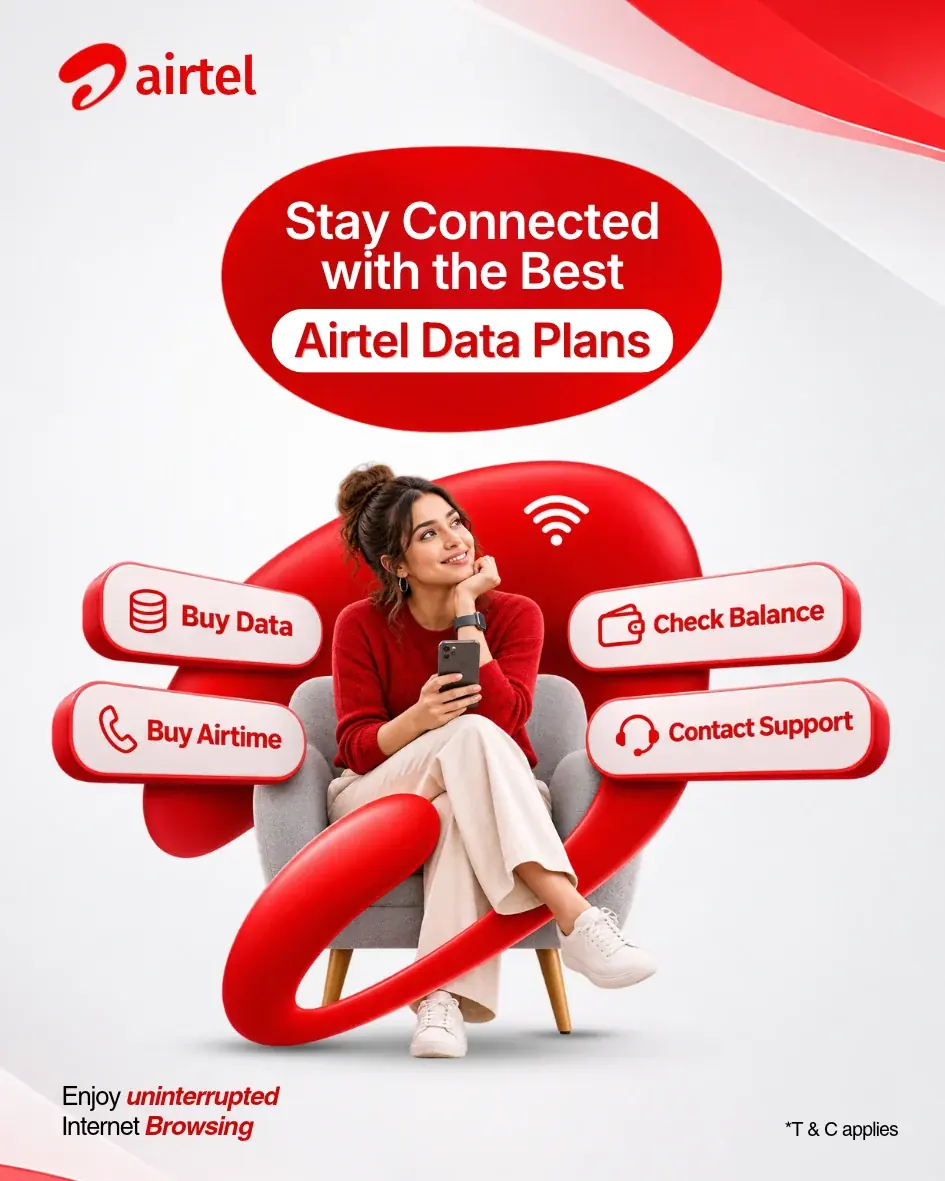 airtel
Stay Connected
with the Best
Airtel Data Plans
Buy Data
Check Balance
Buy Airtime
Contact Support
Enjoy uninterrupted
Internet Browsing
*T & C applies